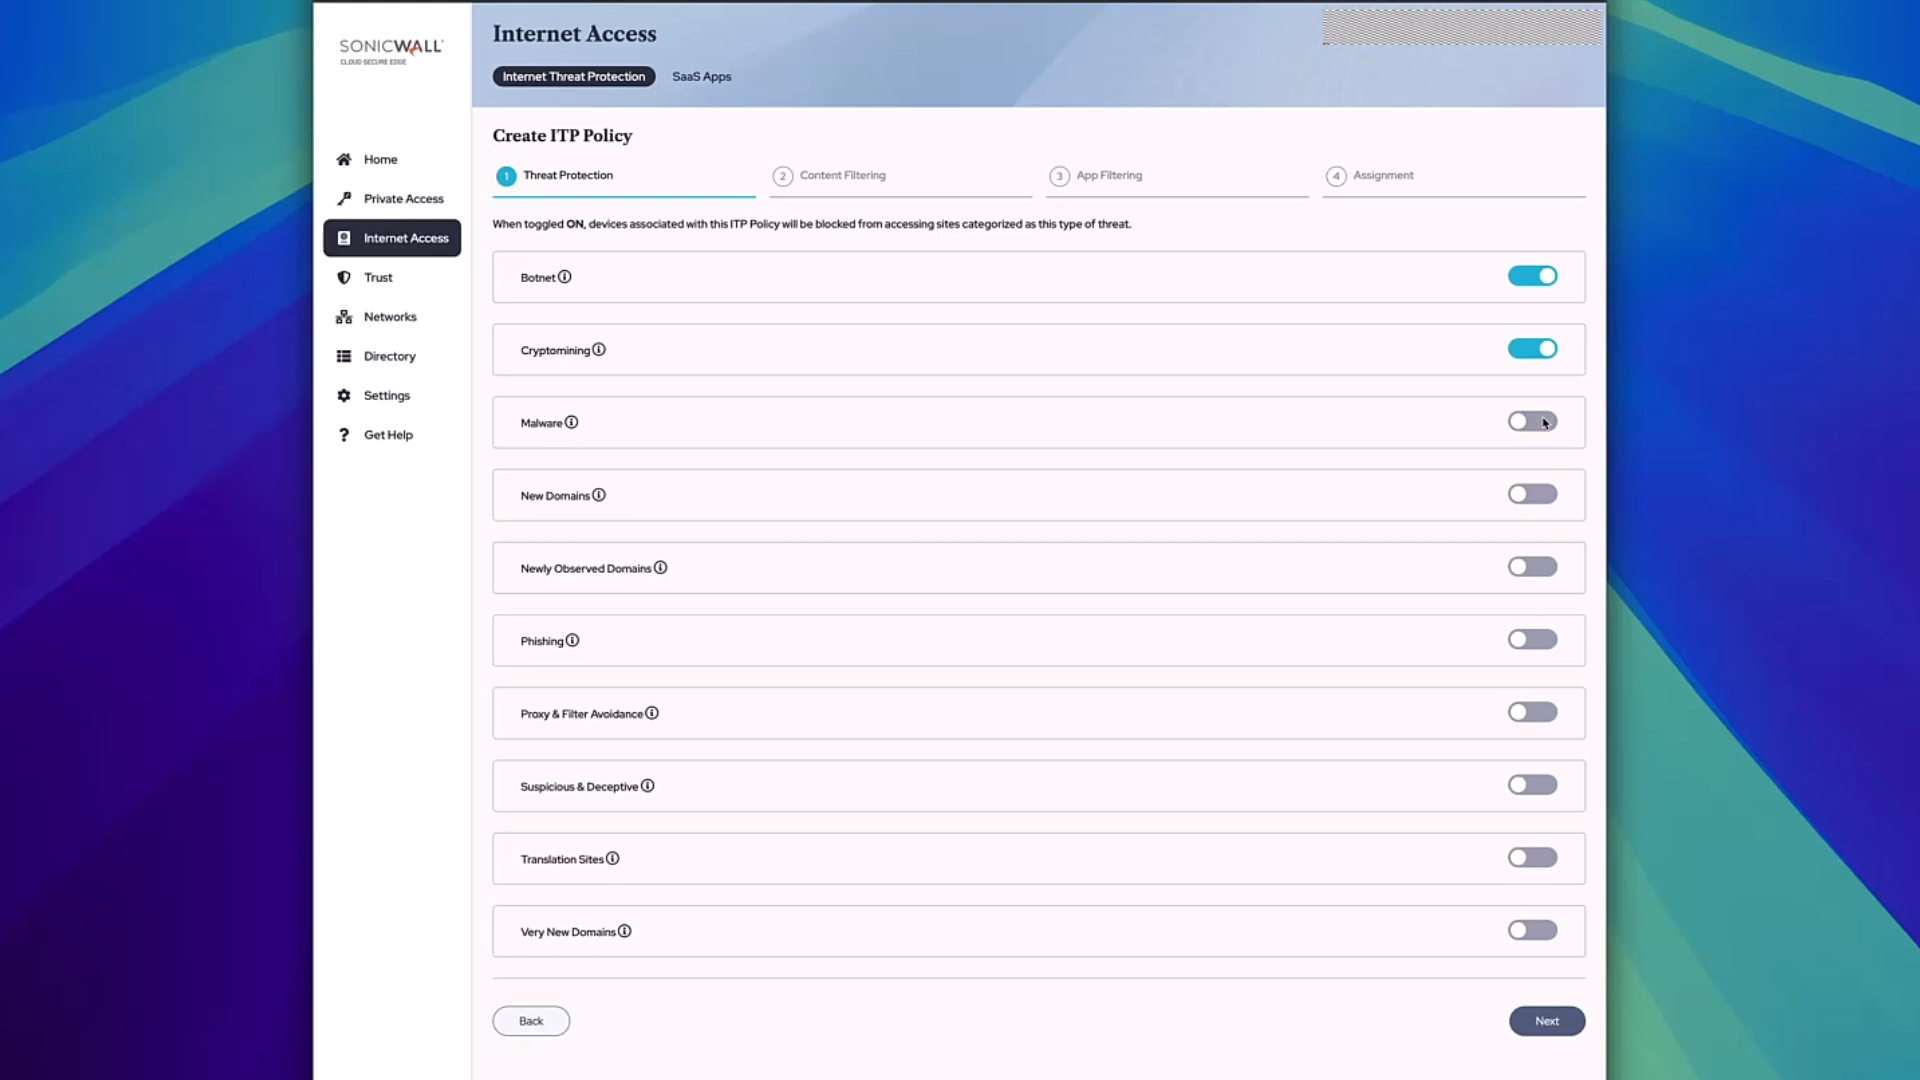 SONICWALL
CLOUD SECURE EDGE
Home
Private Access
Internet Access
Trust
Networks
Directory
Settings
Get Help
Internet Access
Internet Threat Protection SaaS Apps
Create ITP Policy
1 Threat Protection 2 Content Filtering 3 App Filtering 4 Assignment
When toggled ON, devices associated with this ITP Policy will be blocked from accessing sites categorized as this type of threat.
Botnet
Cryptomining
Malware
New Domains
Newly Observed Domains
Phishing
Proxy & Filter Avoidance
Suspicious & Deceptive
Translation Sites
Very New Domains
Back Next